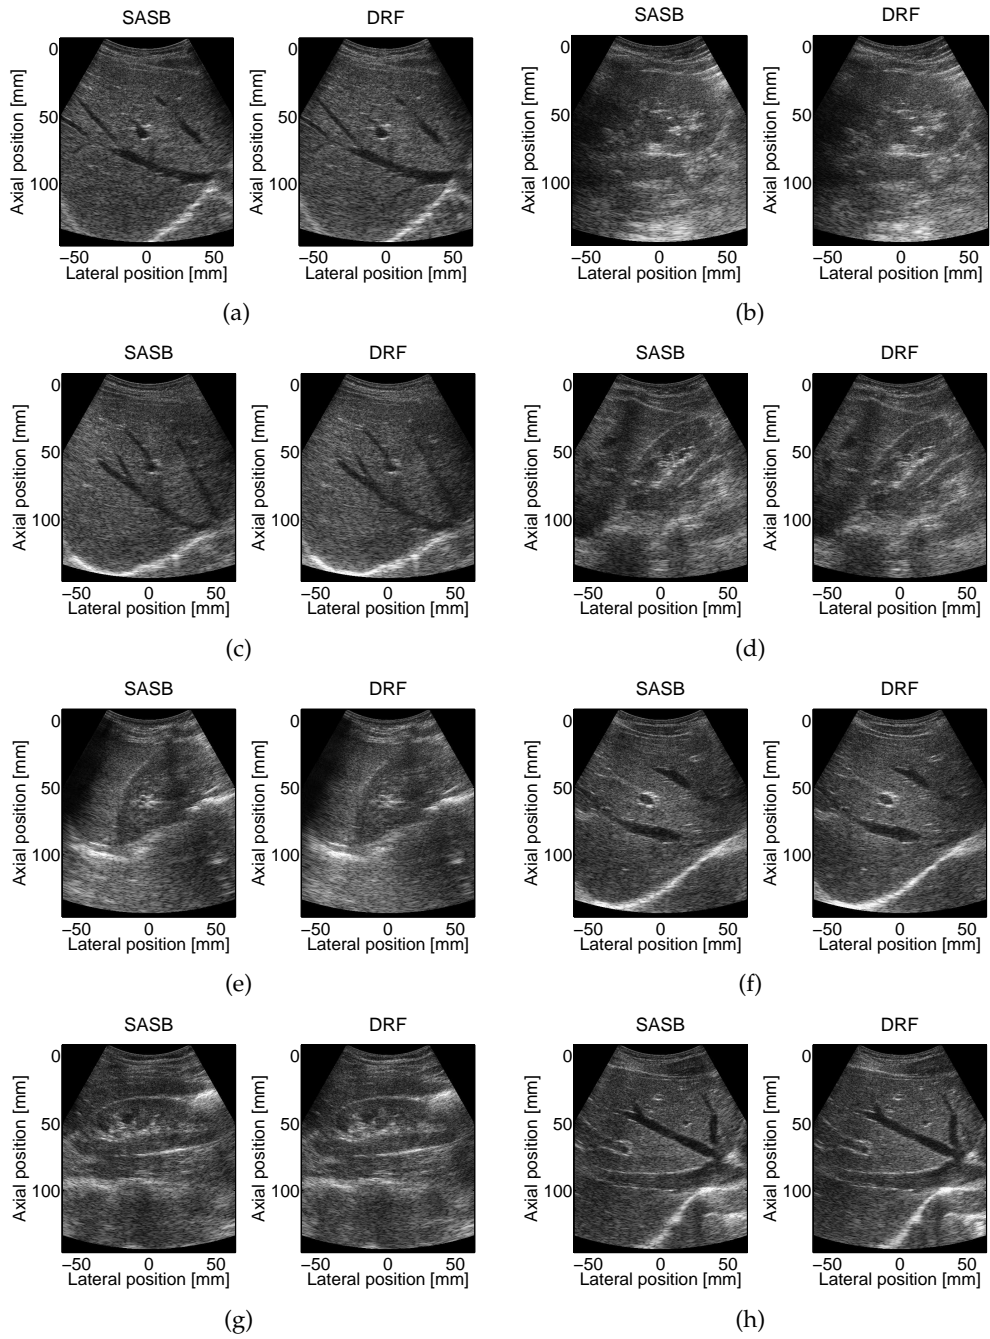 SASB DRF SASB DRF
0
50
100
Axial position [mm]
−50 0 50
Lateral position [mm]
0
50
100
Axial position [mm]
−50 0 50
Lateral position [mm]
(a)
0
50
100
Axial position [mm]
−50 0 50
Lateral position [mm]
0
50
100
Axial position [mm]
−50 0 50
Lateral position [mm]
(b)
SASB DRF SASB DRF
0
50
100
Axial position [mm]
−50 0 50
Lateral position [mm]
0
50
100
Axial position [mm]
−50 0 50
Lateral position [mm]
(c)
0
50
100
Axial position [mm]
−50 0 50
Lateral position [mm]
0
50
100
Axial position [mm]
−50 0 50
Lateral position [mm]
(d)
SASB DRF SASB DRF
0
50
100
Axial position [mm]
−50 0 50
Lateral position [mm]
0
50
100
Axial position [mm]
−50 0 50
Lateral position [mm]
(e)
0
50
100
Axial position [mm]
−50 0 50
Lateral position [mm]
0
50
100
Axial position [mm]
−50 0 50
Lateral position [mm]
(f)
SASB DRF SASB DRF
0
50
100
Axial position [mm]
−50 0 50
Lateral position [mm]
0
50
100
Axial position [mm]
−50 0 50
Lateral position [mm]
(g)
0
50
100
Axial position [mm]
−50 0 50
Lateral position [mm]
0
50
100
Axial position [mm]
−50 0 50
Lateral position [mm]
(h)